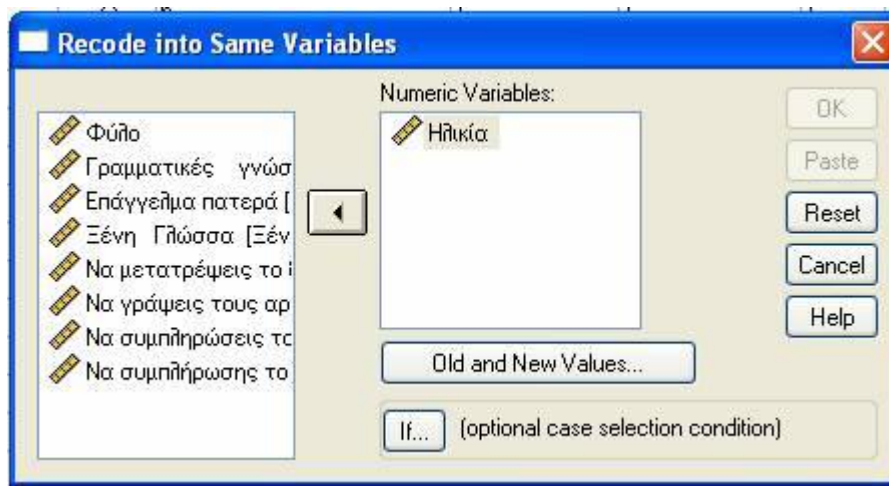 Recode into Same Variables
Numeric Variables:
Φύλο
Γραμματικές γνώσ
Επάγγελμα πατερά [
Ξένη Γλώσσα [Ξέν
Να μετατρέψεις το
Να γράψεις τους αρ
Να συμπληρώσεις το
Να συμπλήρωσης το
Ηλικία
OK
Paste
Reset
Cancel
Help
Old and New Values...
If... (optional case selection condition)